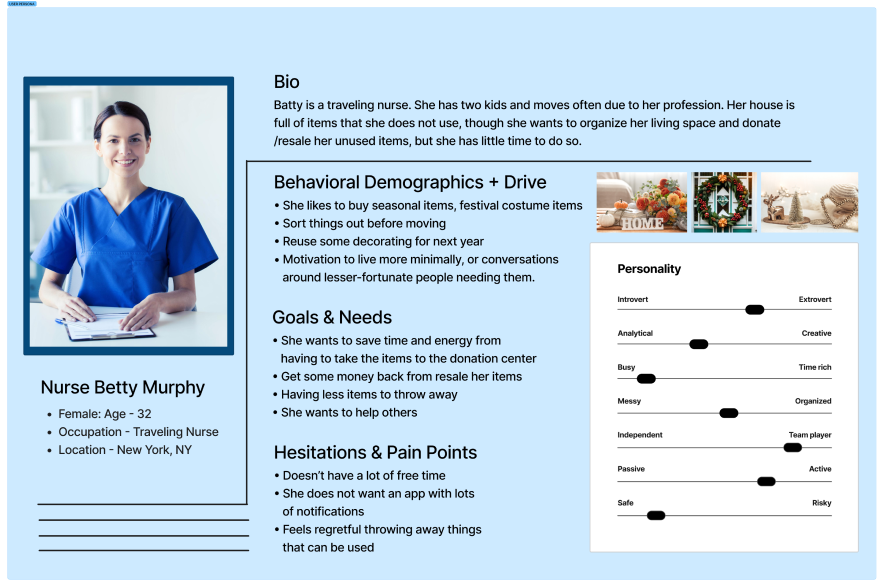 USER PERSONA
Bio
Batty is a traveling nurse. She has two kids and moves often due to her profession. Her house is
full of items that she does not use, though she wants to organize her living space and donate
/resale her unused items, but she has little time to do so.
Behavioral Demographics + Drive
• She likes to buy seasonal items, festival costume items
• Sort things out before moving
• Reuse some decorating for next year
• Motivation to live more minimally, or conversations
around lesser-fortunate people needing them.
HOME
Goals & Needs
• She wants to save time and energy from
having to take the items to the donation center
• Get some money back from resale her items
• Having less items to throw away
• She wants to help others
Hesitations & Pain Points
• Doesn't have a lot of free time
• She does not want an app with lots
of notifications
• Feels regretful throwing away things
that can be used
Nurse Betty Murphy
• Female: Age - 32
• Occupation - Traveling Nurse
• Location - New York, NY
Personality
Introvert Extrovert
Analytical Creative
Busy Time rich
Messy Organized
Independent Team player
Passive Active
Safe Risky